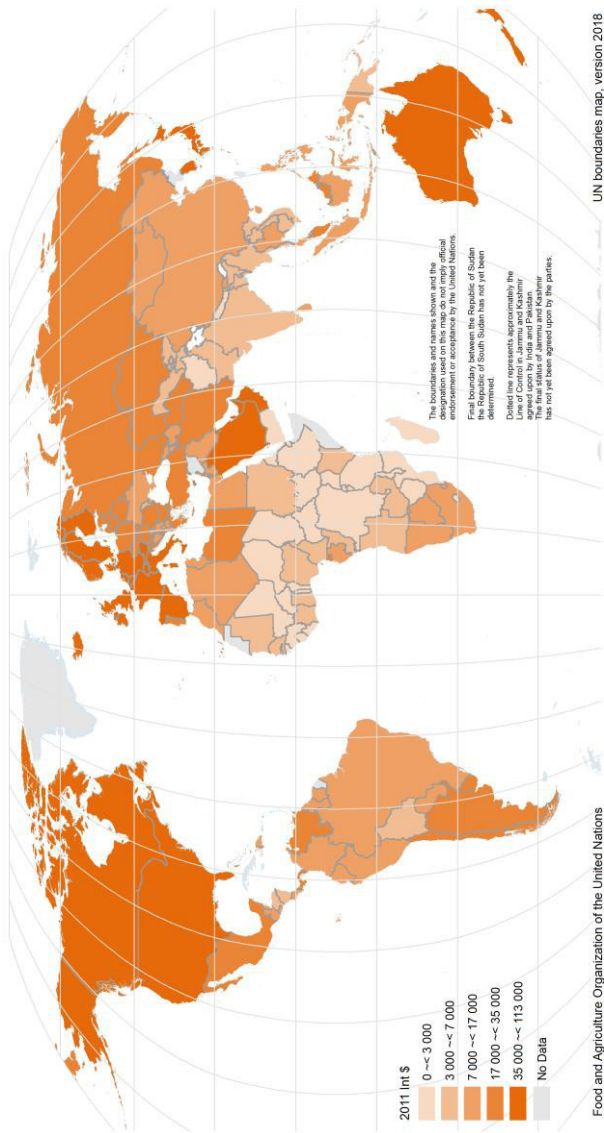 The boundaries and names shown and the
designation used on this map do not imply official
endorsement or acceptance by the United Nations.
Final boundary between the Republic of Sudan
the Republic of South Sudan has not yet been
determined.
Dotted line represents approximately the
Line of Control in Jammu and Kashmir
agreed upon by India and Pakistan.
The final status of Jammu and Kashmir
has not yet been agreed upon by the parties.
2011 Int $
0 ~< 3 000
3 000 ~< 7 000
7 000 ~< 17 000
17 000 ~< 35 000
35 000 ~< 113 000
No Data
Food and Agriculture Organization of the United Nations
UN boundaries map, version 2018